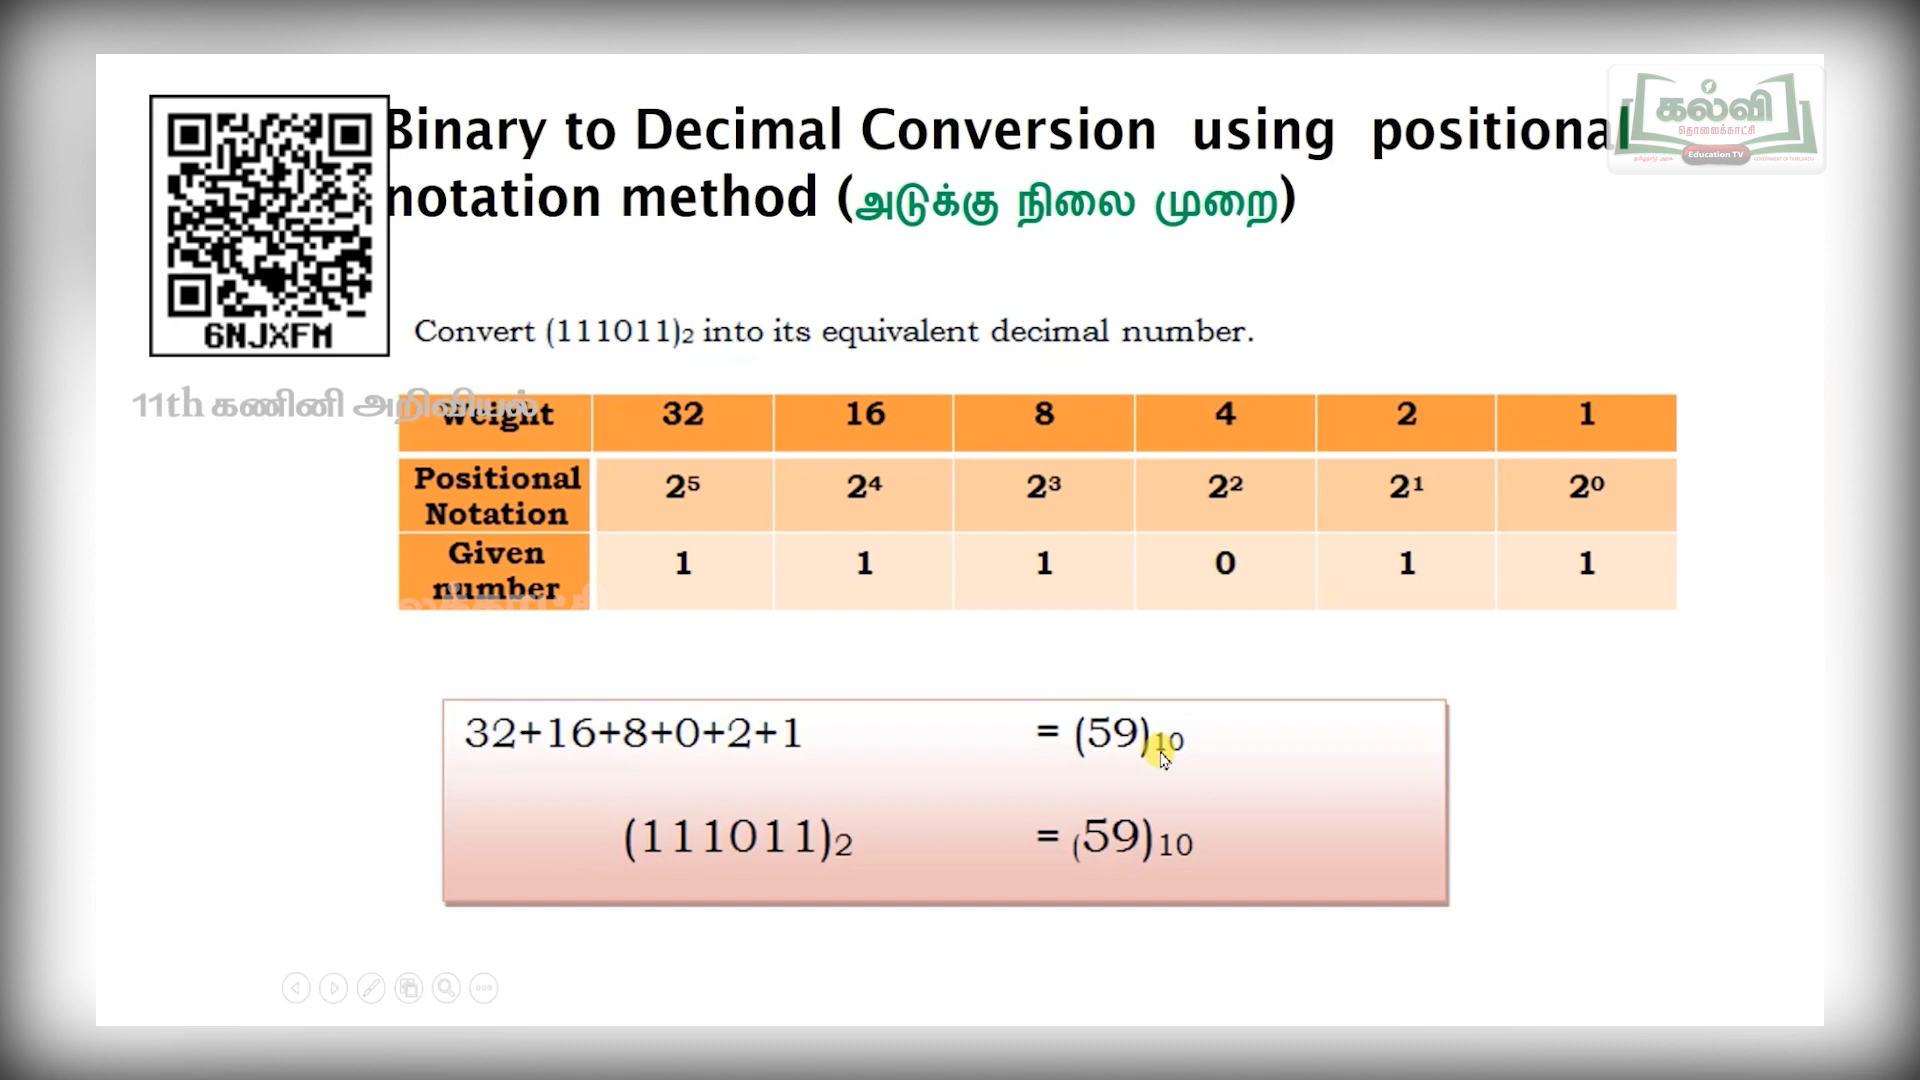 Binary to Decimal Conversion using positional
notation method (அடுக்கு நிலை முறை)
கல்வி
தொலைக்காட்சி
Education TV
6NJXFM
Convert (111011)₂ into its equivalent decimal number.
11th கணினி அறிவியல்
Weight 32 16 8 4 2 1
Positional Notation 2⁵ 2⁴ 2³ 2² 2¹ 2⁰
Given number 1 1 1 0 1 1
32+16+8+0+2+1 = (59)₁₀
(111011)₂ = (59)₁₀